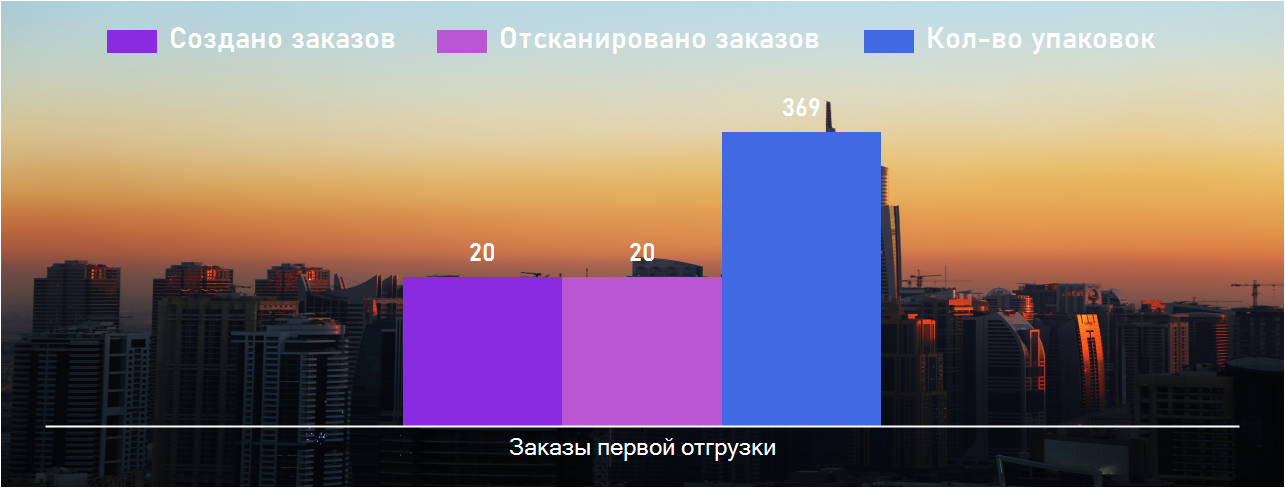 Создано заказов Отсканировано заказов Кол-во упаковок
369
20 20
Заказы первой отгрузки